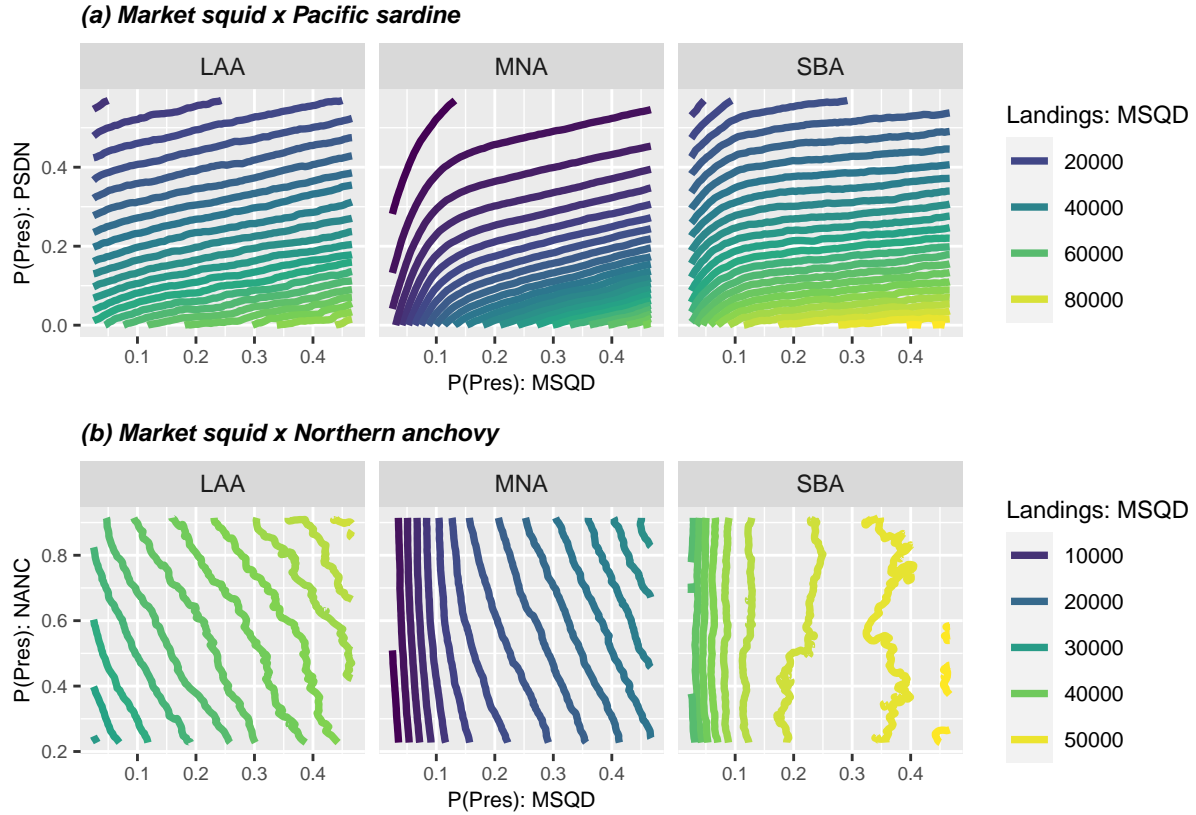 (a) Market squid x Pacific sardine
LAA MNA SBA
P(Pres): PSDN
0.4
0.2
0.0
0.1 0.2 0.3 0.4 0.1 0.2 0.3 0.4 0.1 0.2 0.3 0.4
P(Pres): MSQD
Landings: MSQD
20000
40000
60000
80000
(b) Market squid x Northern anchovy
LAA MNA SBA
P(Pres): NANC
0.8
0.6
0.4
0.2
0.1 0.2 0.3 0.4 0.1 0.2 0.3 0.4 0.1 0.2 0.3 0.4
P(Pres): MSQD
Landings: MSQD
10000
20000
30000
40000
50000